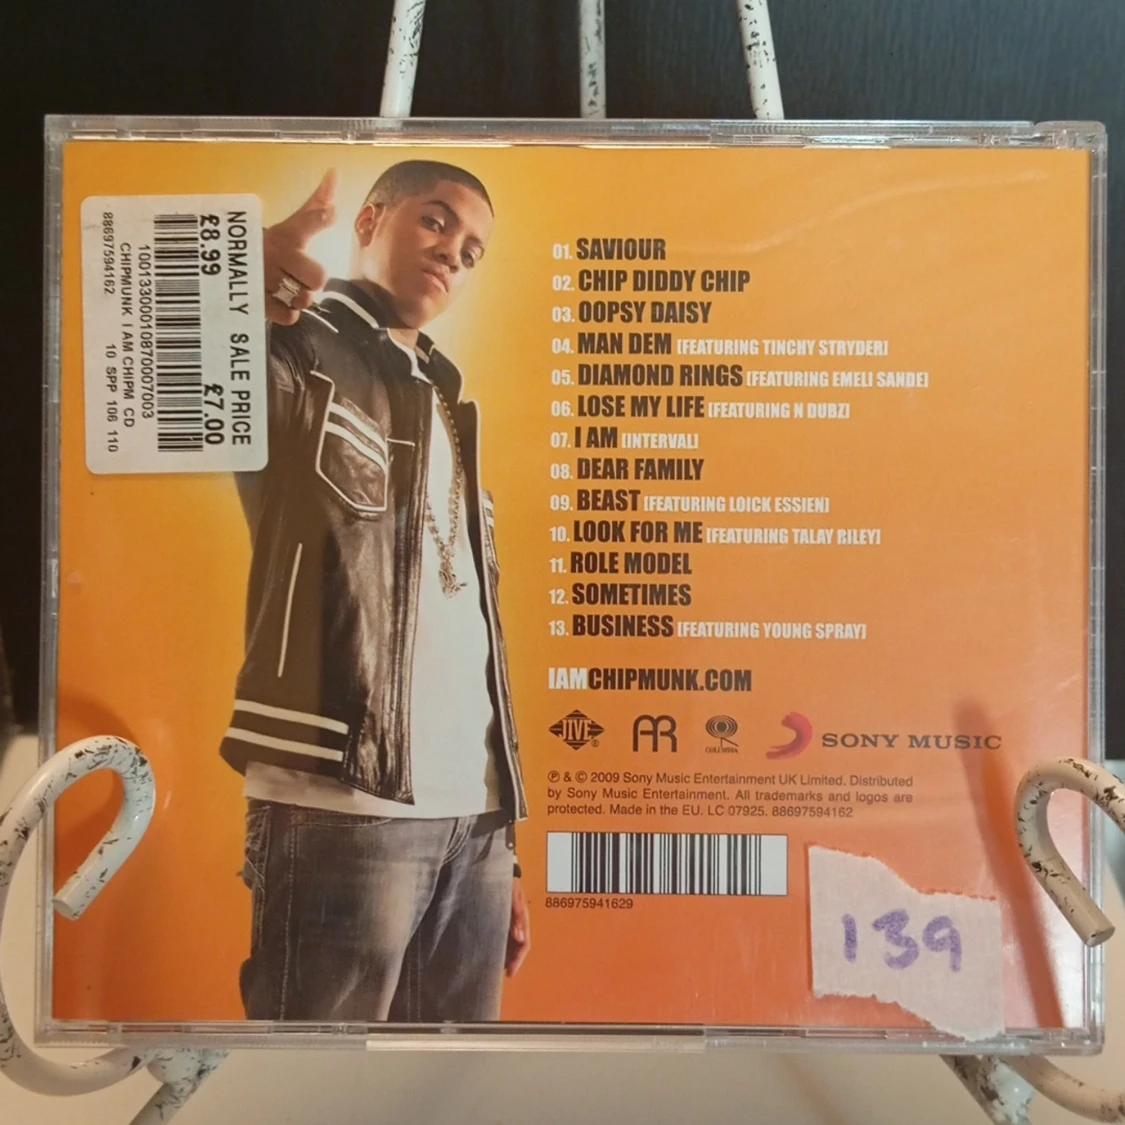 NORMALLY SALE PRICE
£8.99 £7.00
10013300010870007003
CHIPMUNK I AM CHIPM CD
88697594162 10 SPP 106 110
01. SAVIOUR
02. CHIP DIDDY CHIP
03. OOPSY DAISY
04. MAN DEM [FEATURING TINCHY STRYDER]
05. DIAMOND RINGS [FEATURING EMELI SANDE]
06. LOSE MY LIFE [FEATURING N DUBZ]
07. I AM [INTERVAL]
08. DEAR FAMILY
09. BEAST [FEATURING LOICK ESSIEN]
10. LOOK FOR ME [FEATURING TALAY RILEY]
11. ROLE MODEL
12. SOMETIMES
13. BUSINESS [FEATURING YOUNG SPRAY]
IAMCHIPMUNK.COM
JIVE ® AR COLUMBIA SONY MUSIC
℗ & © 2009 Sony Music Entertainment UK Limited. Distributed
by Sony Music Entertainment. All trademarks and logos are
protected. Made in the EU. LC 07925. 88697594162
886975941629
139